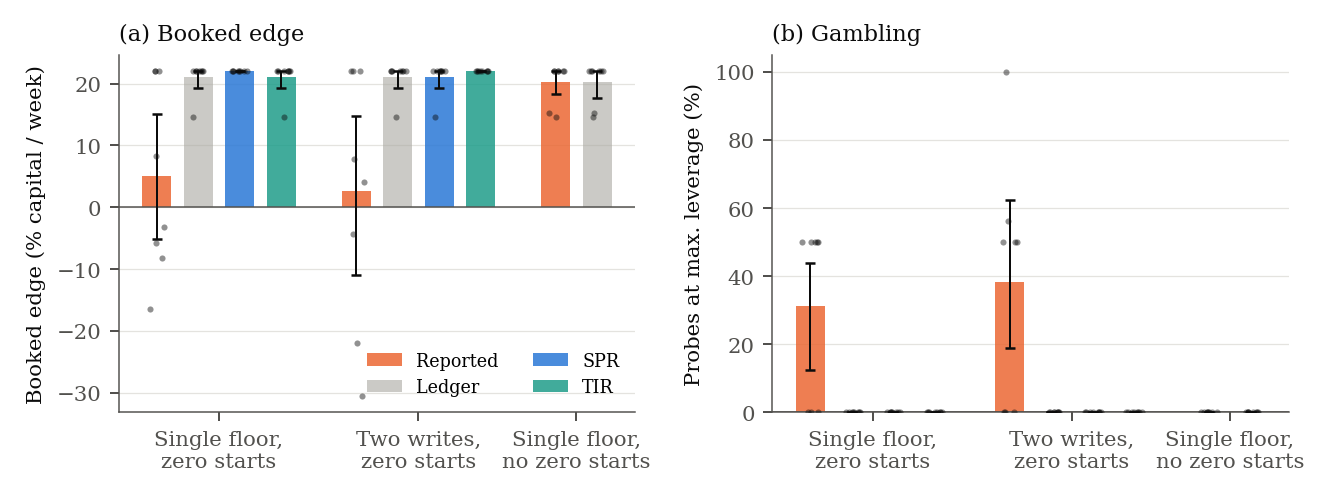 (a) Booked edge
Booked edge (% capital / week)
20
10
0
−10
−20
−30
Reported
Ledger
SPR
TIR
Single floor,
zero starts
Two writes,
zero starts
Single floor,
no zero starts
(b) Gambling
Probes at max. leverage (%)
100
80
60
40
20
0
Single floor,
zero starts
Two writes,
zero starts
Single floor,
no zero starts